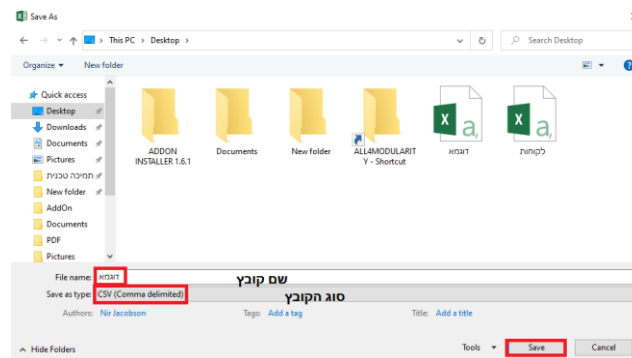 Save As
This PC > Desktop >
Search Desktop
Organize
New folder
Quick access
Desktop
Downloads
Documents
Pictures
תמיכה טכנית
New folder
AddOn
Documents
PDF
Pictures
ADDON
INSTALLER 1.6.1
Documents
New folder
ALL4MODULARIT
Y - Shortcut
דוגמא
לקוחות
File name: דוגמא
שם קובץ
Save as type: CSV (Comma delimited)
סוג הקובץ
Authors: Nir Jacobson
Tags: Add a tag
Title: Add a title
Hide Folders
Tools
Save
Cancel